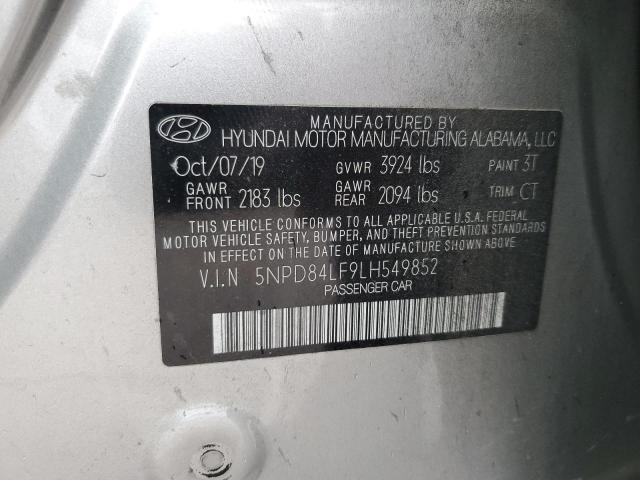 MANUFACTURED BY
HYUNDAI MOTOR MANUFACTURING ALABAMA, LLC
Oct/07/19 GVWR 3924 lbs PAINT 3T
GAWR FRONT 2183 lbs GAWR REAR 2094 lbs TRIM CT
THIS VEHICLE CONFORMS TO ALL APPLICABLE U.S.A. FEDERAL
MOTOR VEHICLE SAFETY, BUMPER, AND THEFT PREVENTION STANDARDS
IN EFFECT ON THE DATE OF MANUFACTURE SHOWN ABOVE.
V.I.N 5NPD84LF9LH549852
PASSENGER CAR